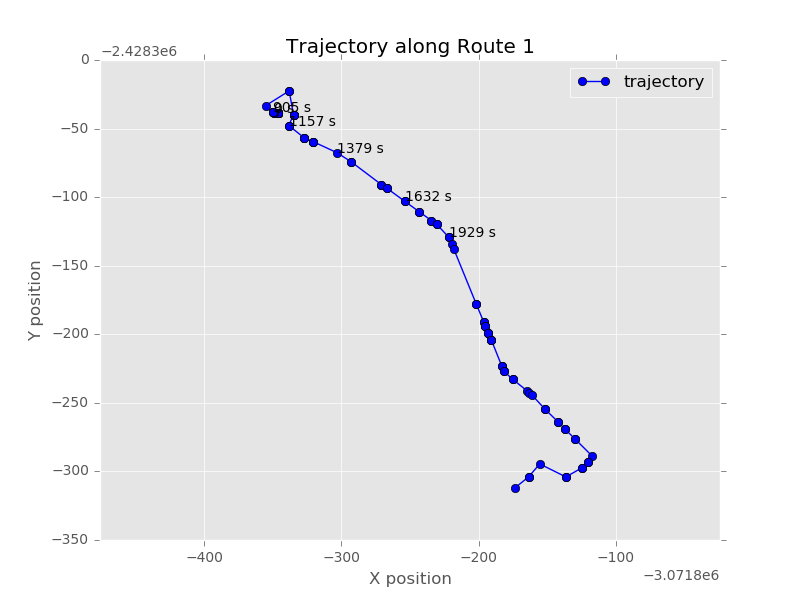 Trajectory along Route 1
−2.4283e6
trajectory
0
−50
−100
−150
−200
−250
−300
−350
905 s
1157 s
1379 s
1632 s
1929 s
Y position
−400
−300
−200
−100
X position
−3.0718e6